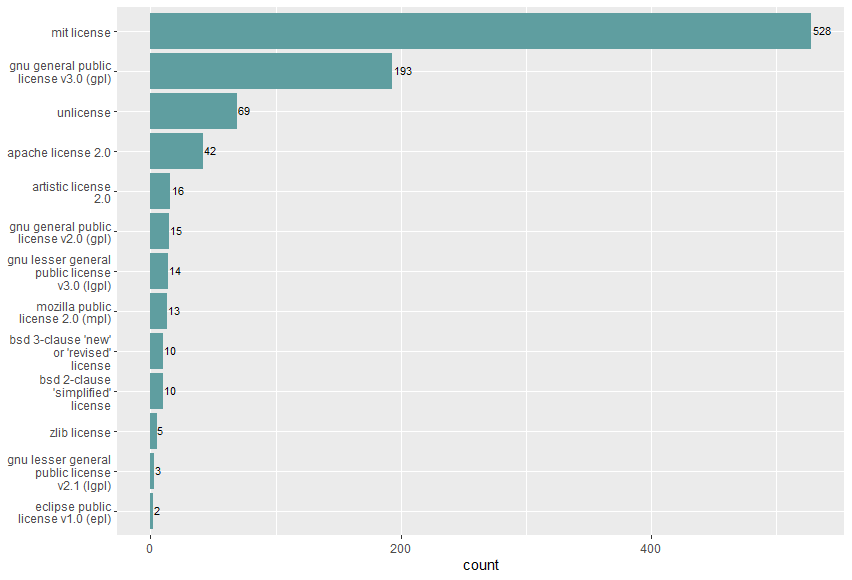 mit license
528
gnu general public
license v3.0 (gpl)
193
unlicense
69
apache license 2.0
42
artistic license
2.0
16
gnu general public
license v2.0 (gpl)
15
gnu lesser general
public license
v3.0 (lgpl)
14
mozilla public
license 2.0 (mpl)
13
bsd 3-clause 'new'
or 'revised'
license
10
bsd 2-clause
'simplified'
license
10
zlib license
5
gnu lesser general
public license
v2.1 (lgpl)
3
eclipse public
license v1.0 (epl)
2
0
200
400
count